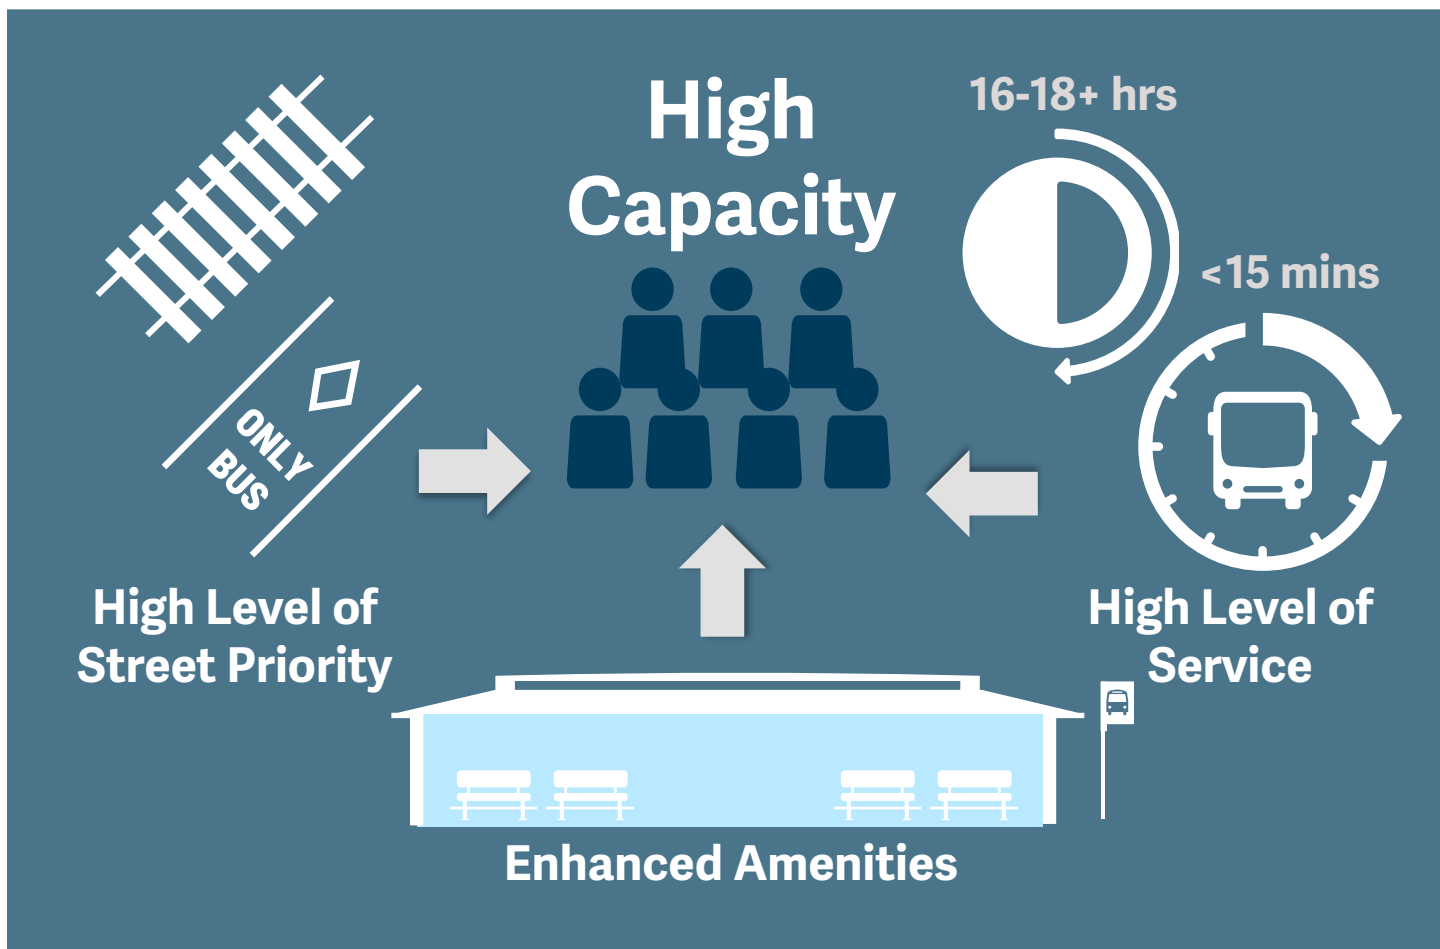 High
Capacity
16-18+ hrs
<15 mins
ONLY
BUS
High Level of
Street Priority
High Level of
Service
Enhanced Amenities